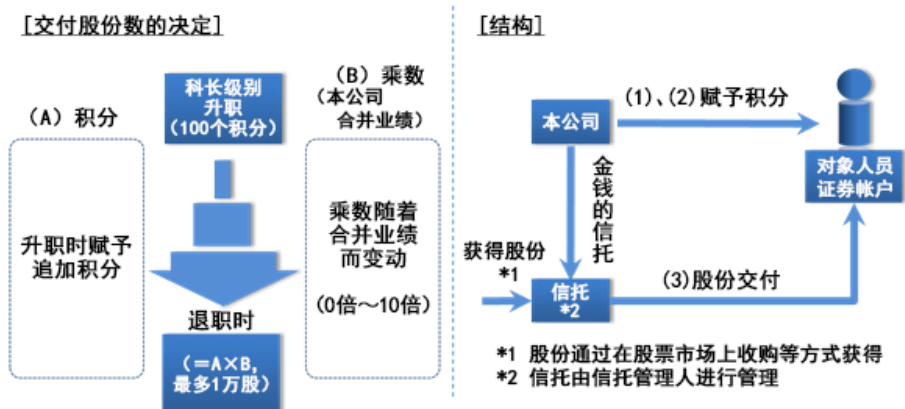 [交付股份数的决定]
(A)积分
科长级别
升职
(100个积分)
(B)乘数
(本公司
合并业绩)
升职时赋予
追加积分
乘数随着
合并业绩
而变动
(0倍～10倍)
退职时
(＝A×B,
最多1万股)
[结构]
本公司
(1)、(2)赋予积分
对象人员
证券帐户
金钱的信托
获得股份
*1
信托
*2
(3)股份交付
*1 股份通过在股票市场上收购等方式获得
*2 信托由信托管理人进行管理